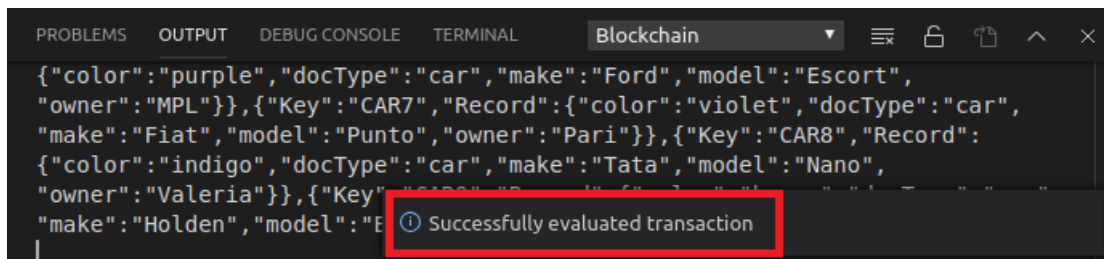 PROBLEMS OUTPUT DEBUG CONSOLE TERMINAL Blockchain
{"color":"purple","docType":"car","make":"Ford","model":"Escort",
"owner":"MPL"}},{"Key":"CAR7","Record":{"color":"violet","docType":"car",
"make":"Fiat","model":"Punto","owner":"Pari"}},{"Key":"CAR8","Record":
{"color":"indigo","docType":"car","make":"Tata","model":"Nano",
"owner":"Valeria"}},{"Key"
"make":"Holden","model":
Successfully evaluated transaction